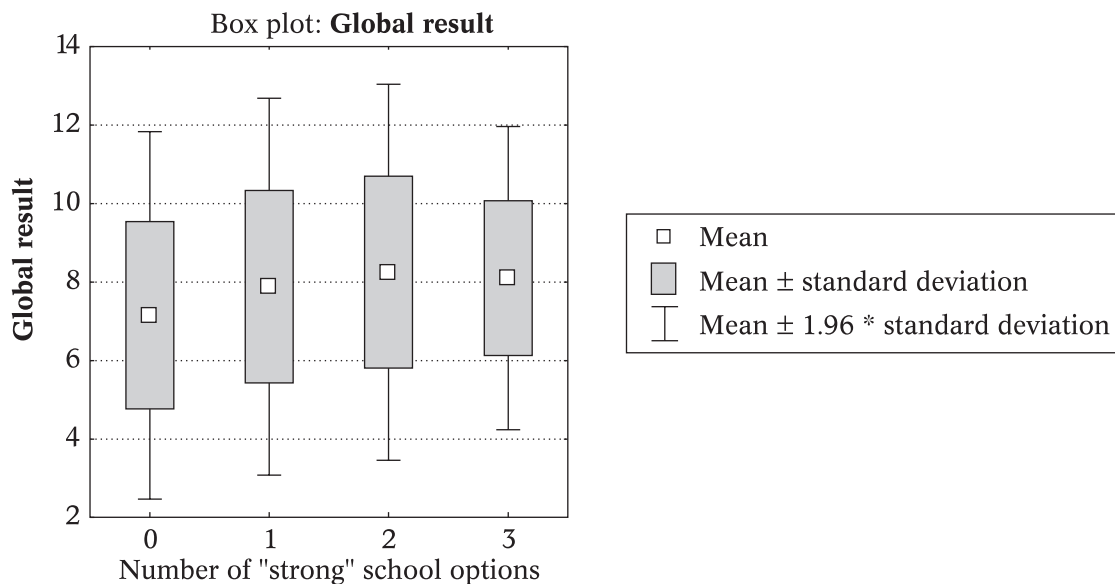 Box plot: Global result
14
12
10
8
6
4
2
Global result
0 1 2 3
Number of "strong" school options
Mean
Mean ± standard deviation
Mean ± 1.96 * standard deviation